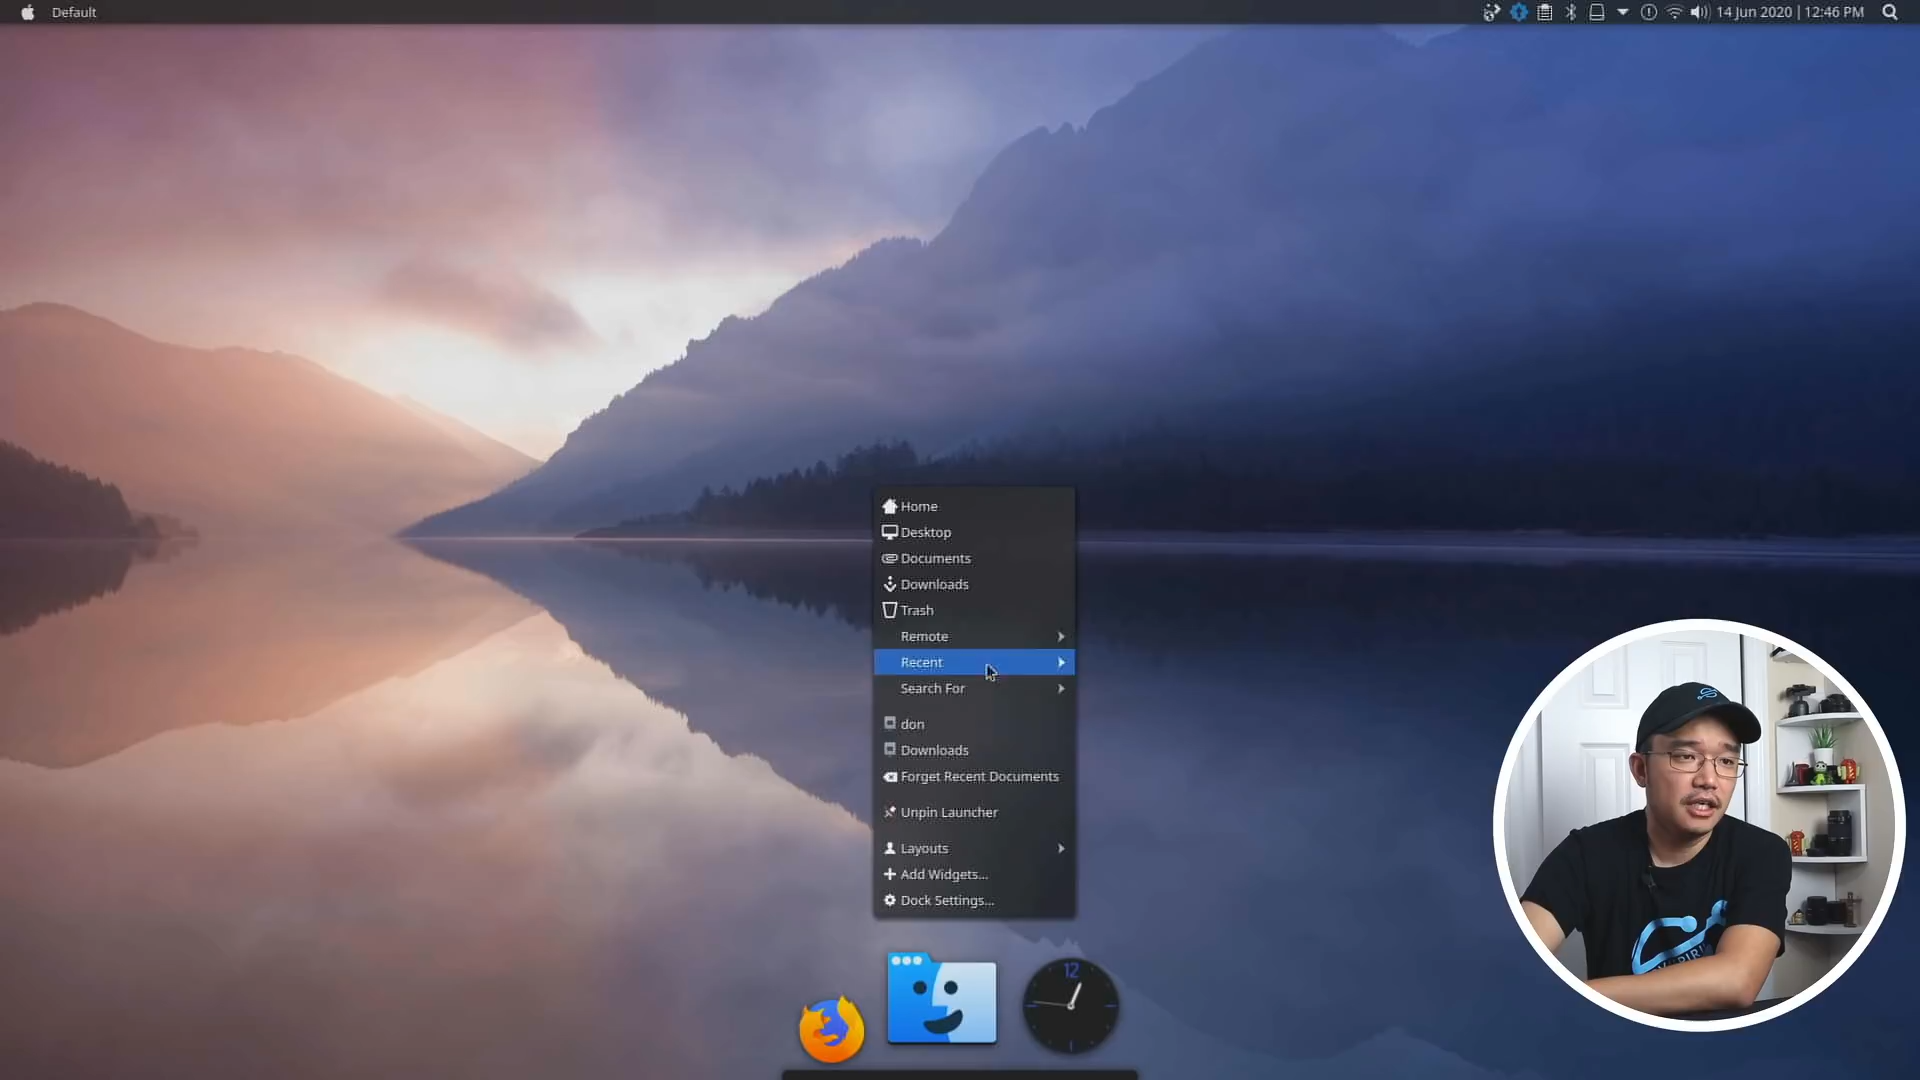 Default
14 Jun 2020 | 12:46 PM
Home
Desktop
Documents
Downloads
Trash
Remote
Recent
Search For
don
Downloads
Forget Recent Documents
Unpin Launcher
Layouts
Add Widgets...
Dock Settings...
12